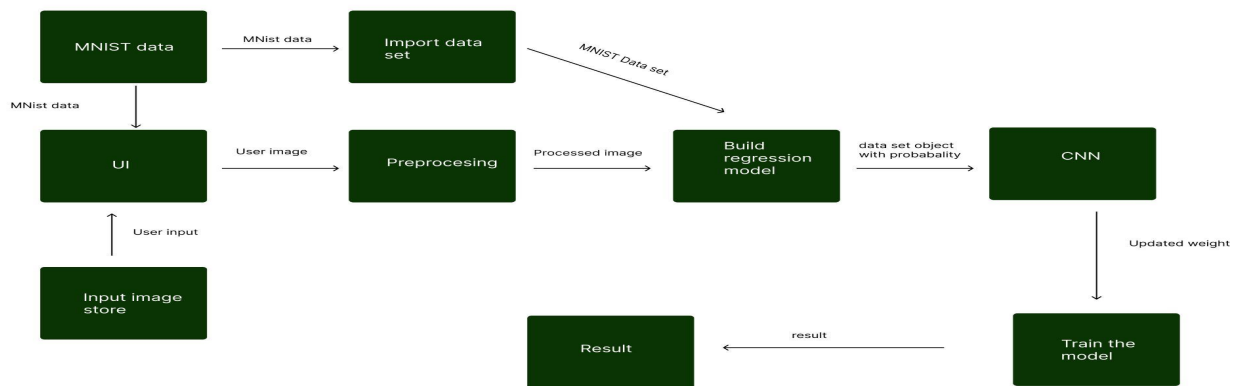 MNIST data
MNist data
Import data
set
MNIST Data set
MNist data
UI
User image
Preprocesing
Processed image
Build
regression
model
data set object
with probabality
CNN
User input
Updated weight
Input image
store
Result
result
Train the
model